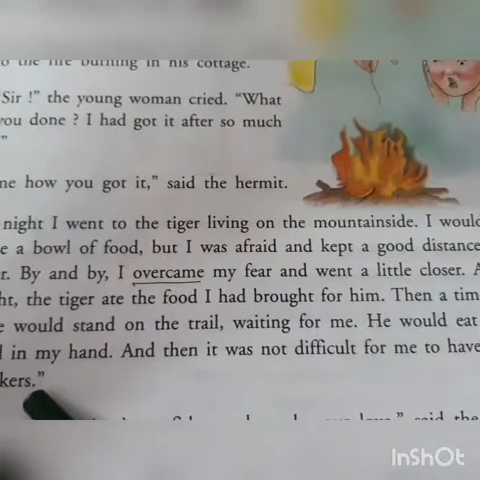 the fire burning in his cottage.
Sir !” the young woman cried. “What
you done ? I had got it after so much
”
me how you got it,” said the hermit.
night I went to the tiger living on the mountainside. I would
a bowl of food, but I was afraid and kept a good distance
By and by, I overcame my fear and went a little closer.
the tiger ate the food I had brought for him. Then a
would stand on the trail, waiting for me. He would eat
in my hand. And then it was not difficult for me to have
kers.”
said the
InShOt